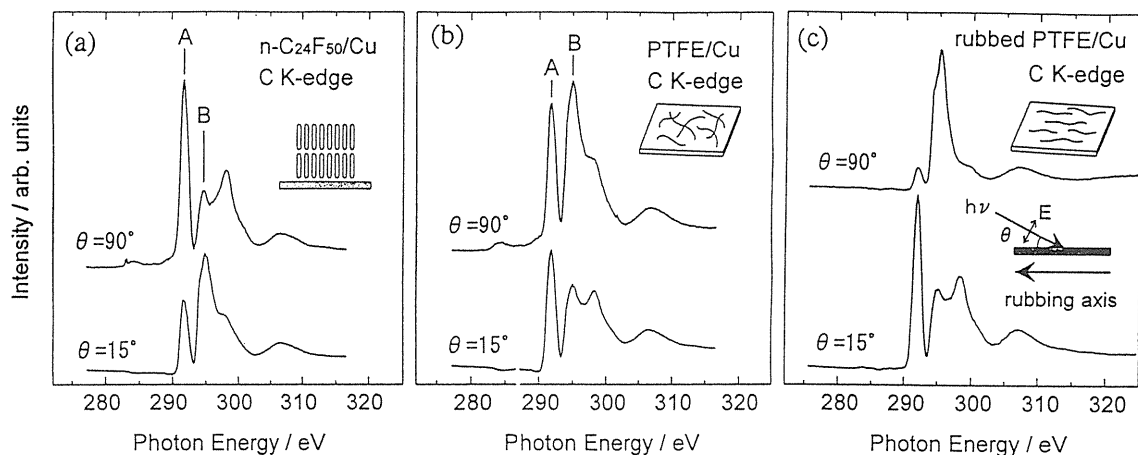 Intensity / arb. units
(a)
A
B
n-C24F50/Cu
C K-edge
θ=90°
θ=15°
280 290 300 310 320
Photon Energy / eV
(b)
A
B
PTFE/Cu
C K-edge
θ=90°
θ=15°
280 290 300 310 320
Photon Energy / eV
(c)
rubbed PTFE/Cu
C K-edge
θ=90°
hν
E
θ
rubbing axis
θ=15°
280 290 300 310 320
Photon Energy / eV